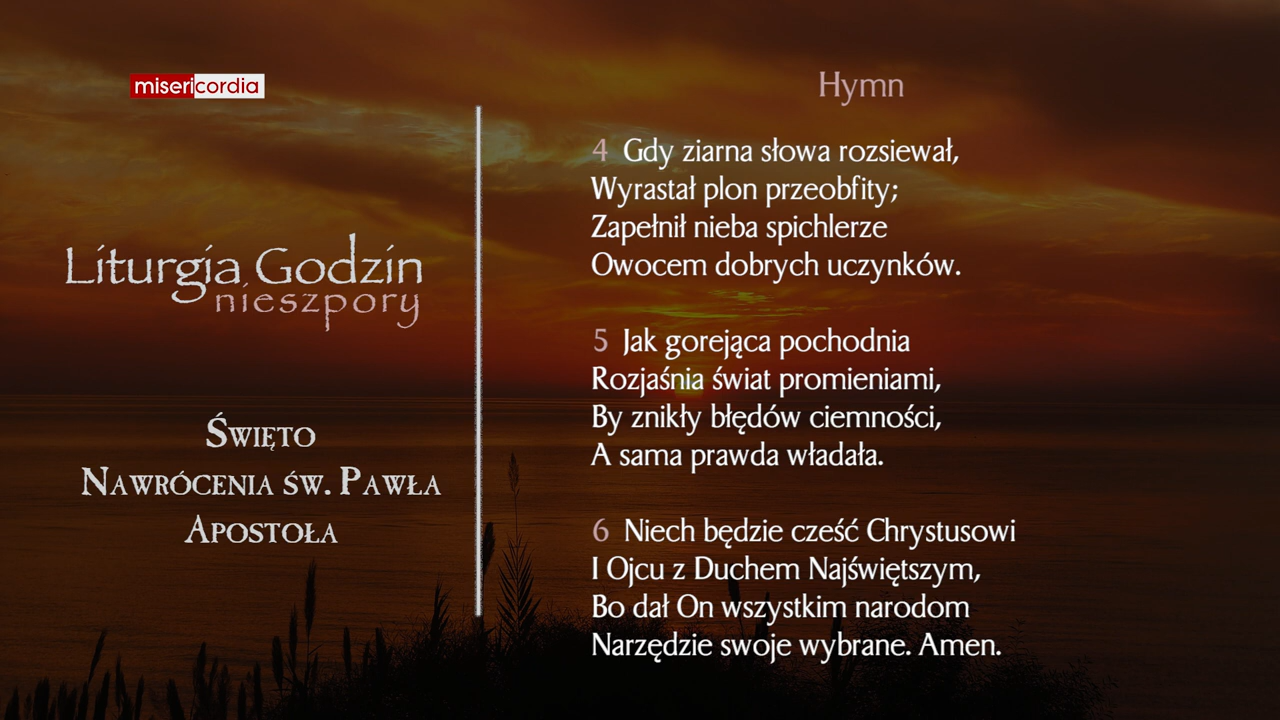 misericordia
Liturgia Godzin
nieszpory
Święto
Nawrócenia św. Pawła
Apostoła
Hymn
4 Gdy ziarna słowa rozsiewał,
Wyrastał plon przeobfity;
Zapełnił nieba spichlerze
Owocem dobrych uczynków.
5 Jak gorejąca pochodnia
Rozjaśnia świat promieniami,
By znikły błędów ciemności,
A sama prawda władała.
6 Niech będzie cześć Chrystusowi
I Ojcu z Duchem Najświętszym,
Bo dał On wszystkim narodom
Narzędzie swoje wybrane. Amen.